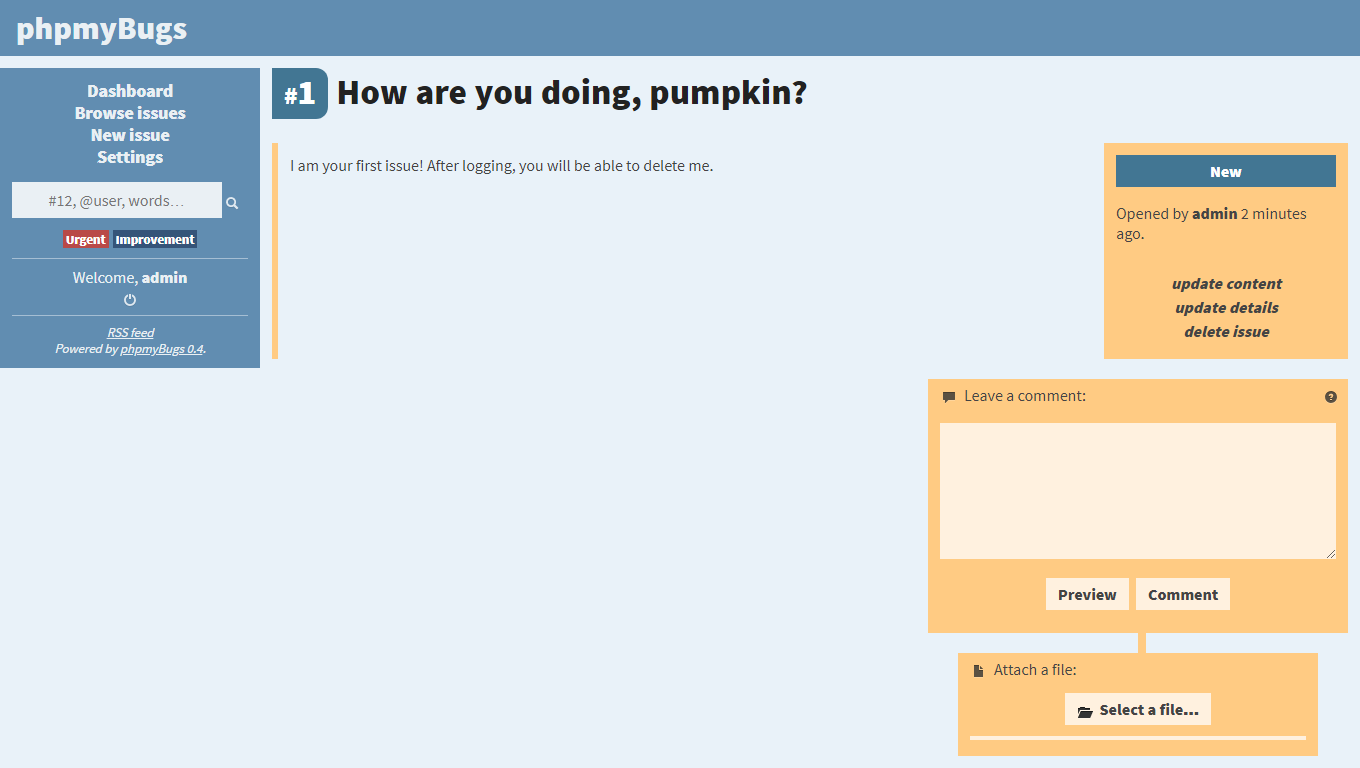 phpmyBugs
Dashboard
Browse issues
New issue
Settings
#12, @user, words…
Urgent Improvement
Welcome, admin
RSS feed
Powered by phpmyBugs 0.4.
#1 How are you doing, pumpkin?
I am your first issue! After logging, you will be able to delete me.
New
Opened by admin 2 minutes
ago.
update content
update details
delete issue
Leave a comment:
?
Preview Comment
Attach a file:
Select a file...